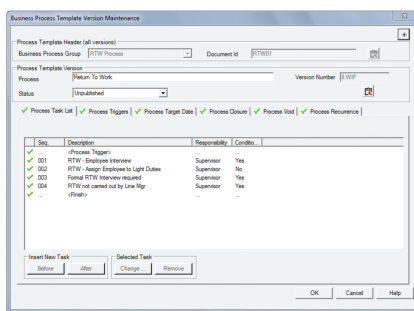 Business Process Template Version Maintenance
Process Template Header (all versions)
Business Process Group RTW Process Document Id RTW01
Process Template Version
Process Return To Work Version Number
Status Unpublished
Process Task List Process Triggers Process Target Date Process Closure Process Void Process Recurrence
Seq. Description Responsibility Conditio...
... <Process Trigger> ... ...
001 RTW - Employee Interview Supervisor Yes
002 RTW - Assign Employee to Light Duties Supervisor No
003 Formal RTW Interview required Supervisor Yes
004 RTW not carried out by Line Mgr Supervisor Yes
... <Finish> ... ...
Insert New Task Selected Task
Before After Change... Remove
OK Cancel Help